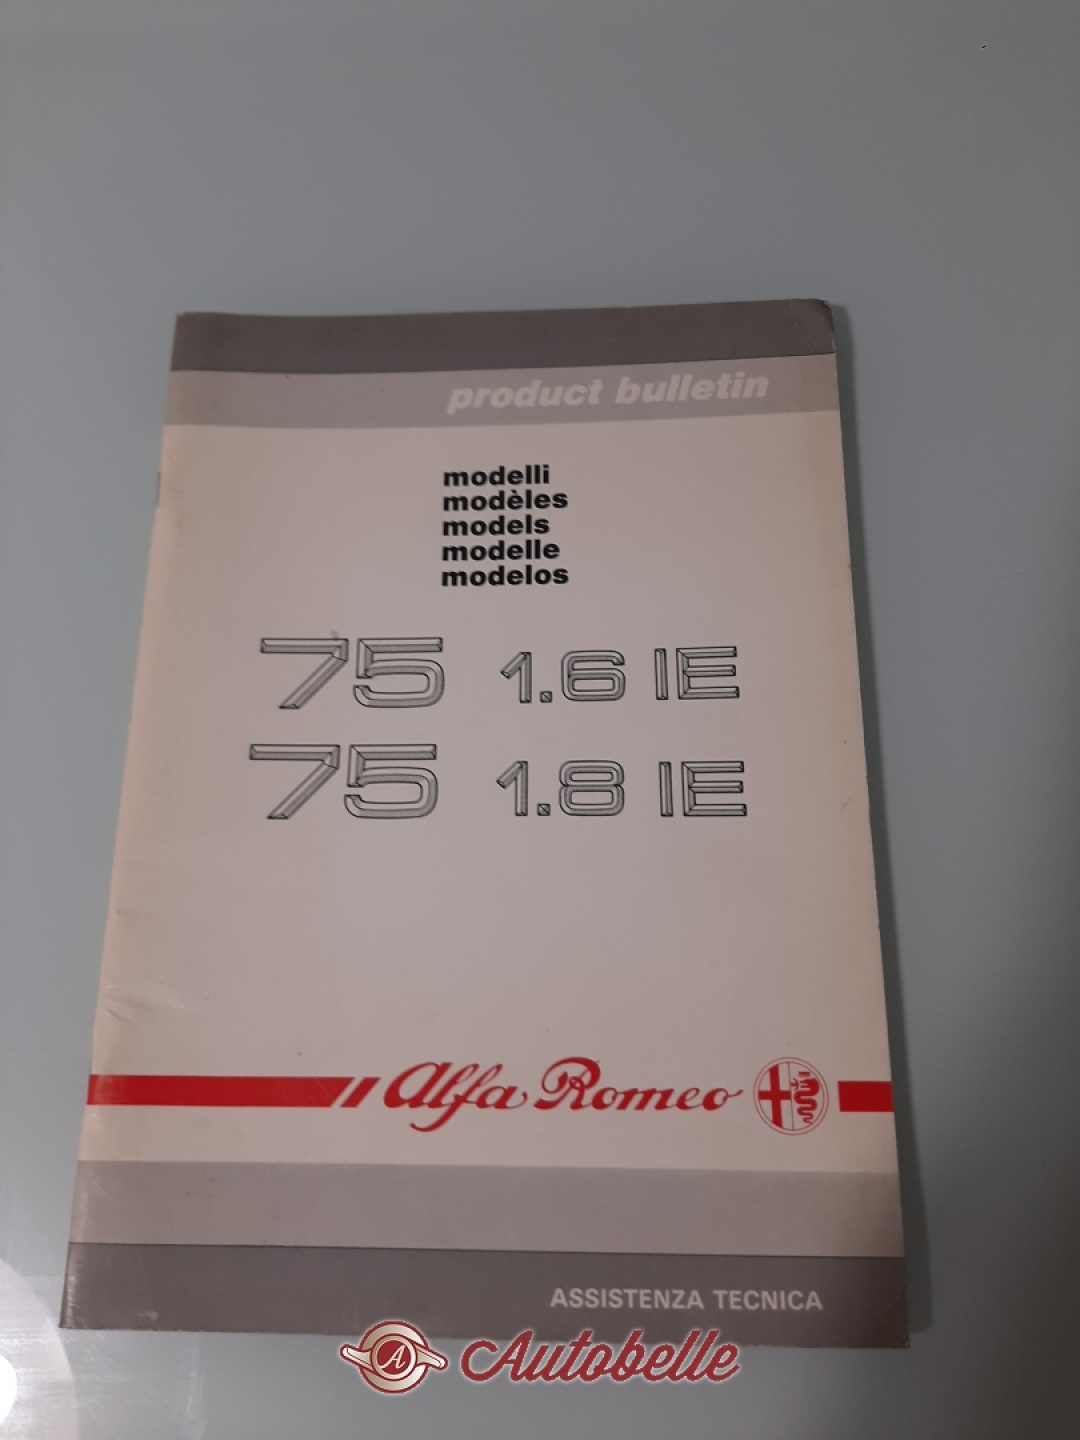 product bulletin
modelli
modèles
models
modelle
modelos
75 1.6 IE
75 1.8 IE
Alfa Romeo
ASSISTENZA TECNICA
A Autobelle